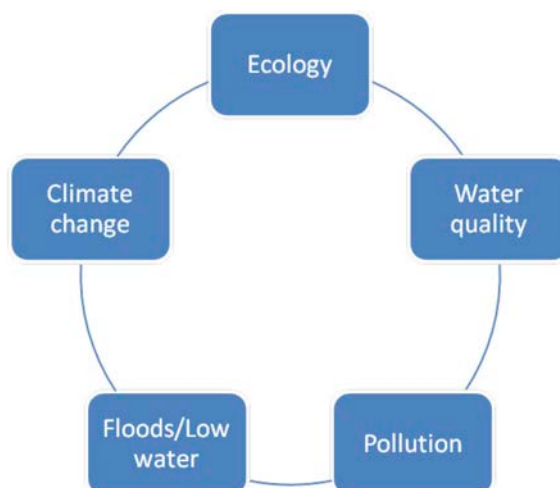 Ecology
Climate
change
Water
quality
Floods/Low
water
Pollution